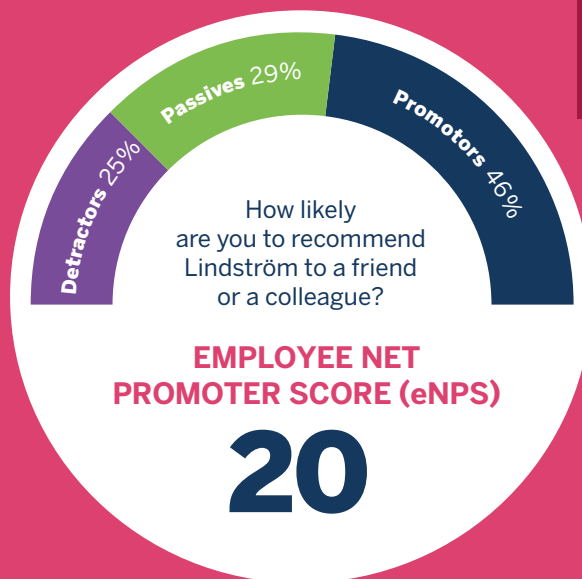 Detractors 25%
Passives 29%
Promotors 46%
How likely
are you to recommend
Lindström to a friend
or a colleague?
EMPLOYEE NET
PROMOTER SCORE (eNPS)
20